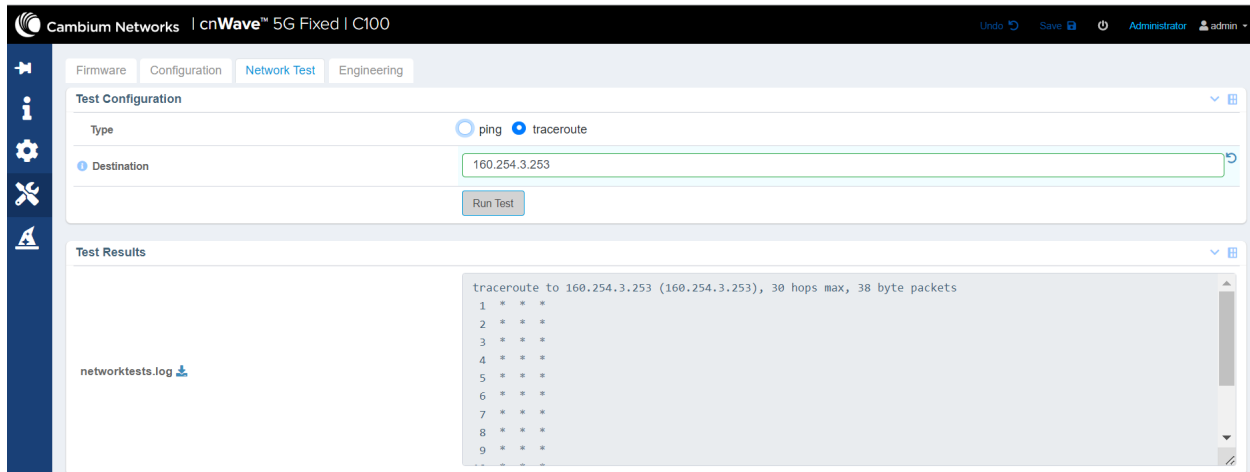 Cambium Networks | cnWave™ 5G Fixed | C100
Undo Save Administrator admin
Firmware Configuration Network Test Engineering
Test Configuration
Type ping traceroute
Destination 160.254.3.253
Run Test
Test Results
networktests.log
traceroute to 160.254.3.253 (160.254.3.253), 30 hops max, 38 byte packets
1 * * *
2 * * *
3 * * *
4 * * *
5 * * *
6 * * *
7 * * *
8 * * *
9 * * *